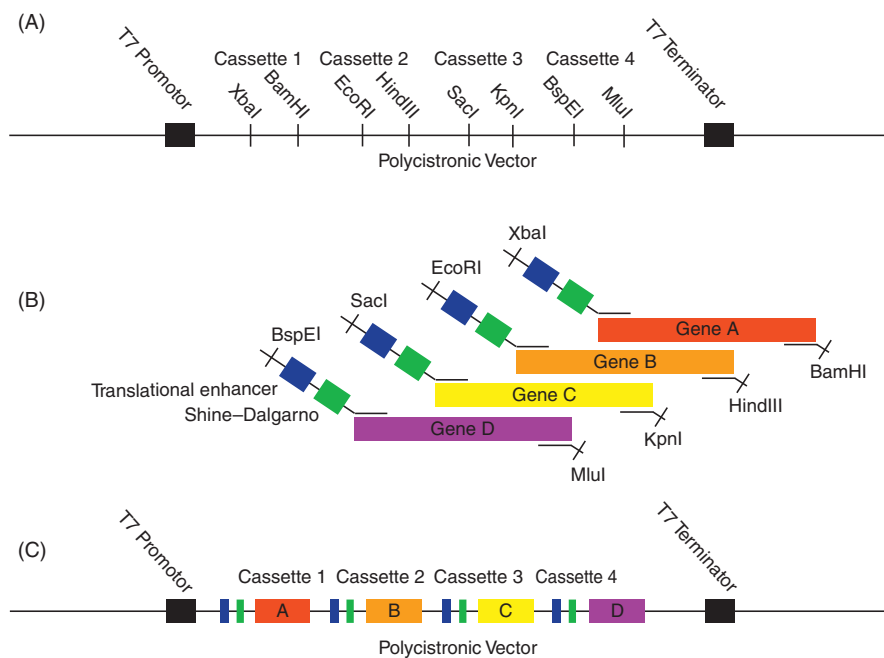 (A)
T7 Promotor
Cassette 1
Cassette 2
Cassette 3
Cassette 4
T7 Terminator
XbaI
BamHI
EcoRI
HindIII
SacI
KpnI
BspEI
MluI
Polycistronic Vector
(B)
XbaI
EcoRI
SacI
BspEI
Gene A
BamHI
Gene B
HindIII
Gene C
KpnI
Translational enhancer
Shine–Dalgarno
Gene D
MluI
(C)
T7 Promotor
Cassette 1
Cassette 2
Cassette 3
Cassette 4
T7 Terminator
A
B
C
D
Polycistronic Vector